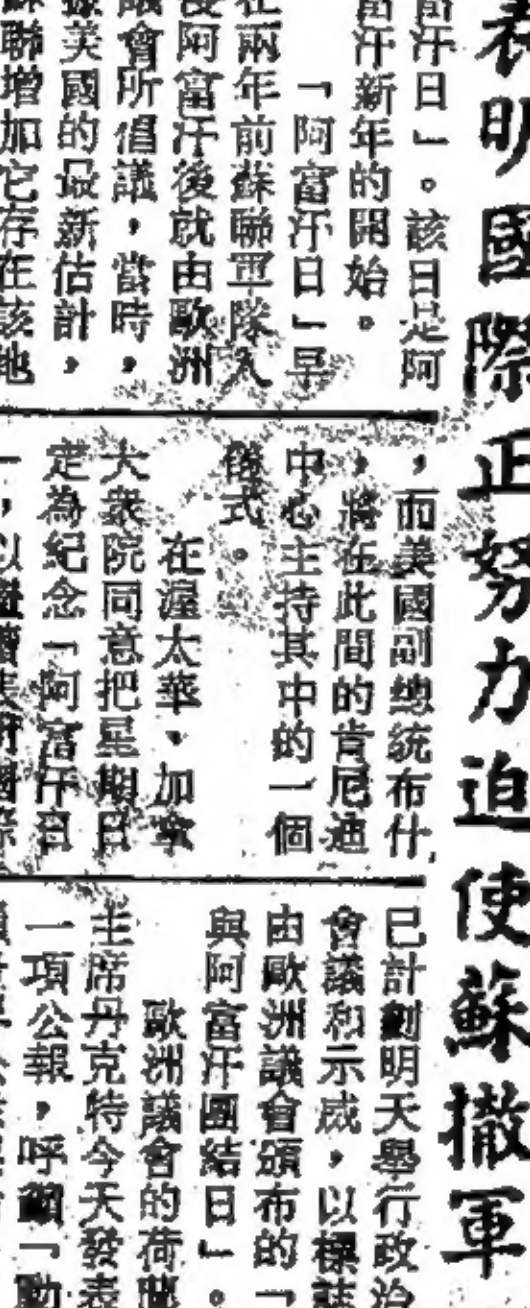 表明國際正努力迫使蘇撤軍
富汗日」。該日是阿
富汗新年的開始。
「阿富汗日」早
在兩年前蘇聯軍隊入
侵阿富汗後就由歐洲
議會所倡議，當時，
據美國的最新估計，
蘇聯增加它存在該地
，而美國副總統布什
，將在此間的肯尼迪
中心主持其中的一個
儀式。
在渥太華、加拿
大衆院同意把星期日
定為紀念「阿富汗日
已計劃明天舉行政治
會議和示威，以標誌
由歐洲議會頒布的「
與阿富汗團結日」。
歐洲議會的荷蘭
主席丹克特今天發表
一項公報，呼籲「動